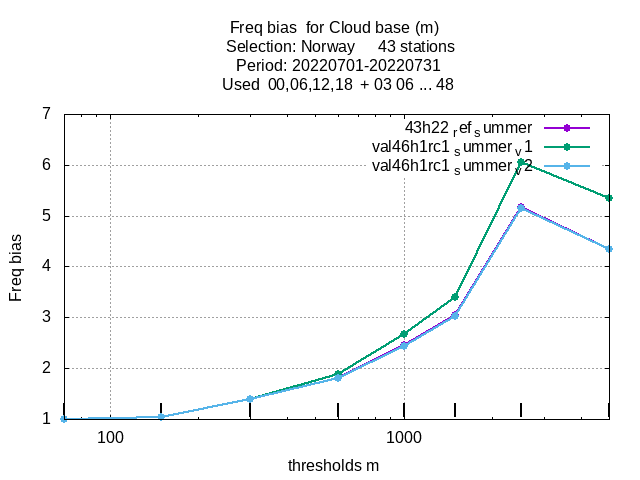 Freq bias  for Cloud base (m)
Selection: Norway     43 stations
Period: 20220701-20220731
Used  00,06,12,18  + 03 06 ... 48
7
6
5
4
3
2
1
Freq bias
43h22 ref summer
val46h1rc1 summer v1
val46h1rc1 summer v2
100
1000
thresholds m